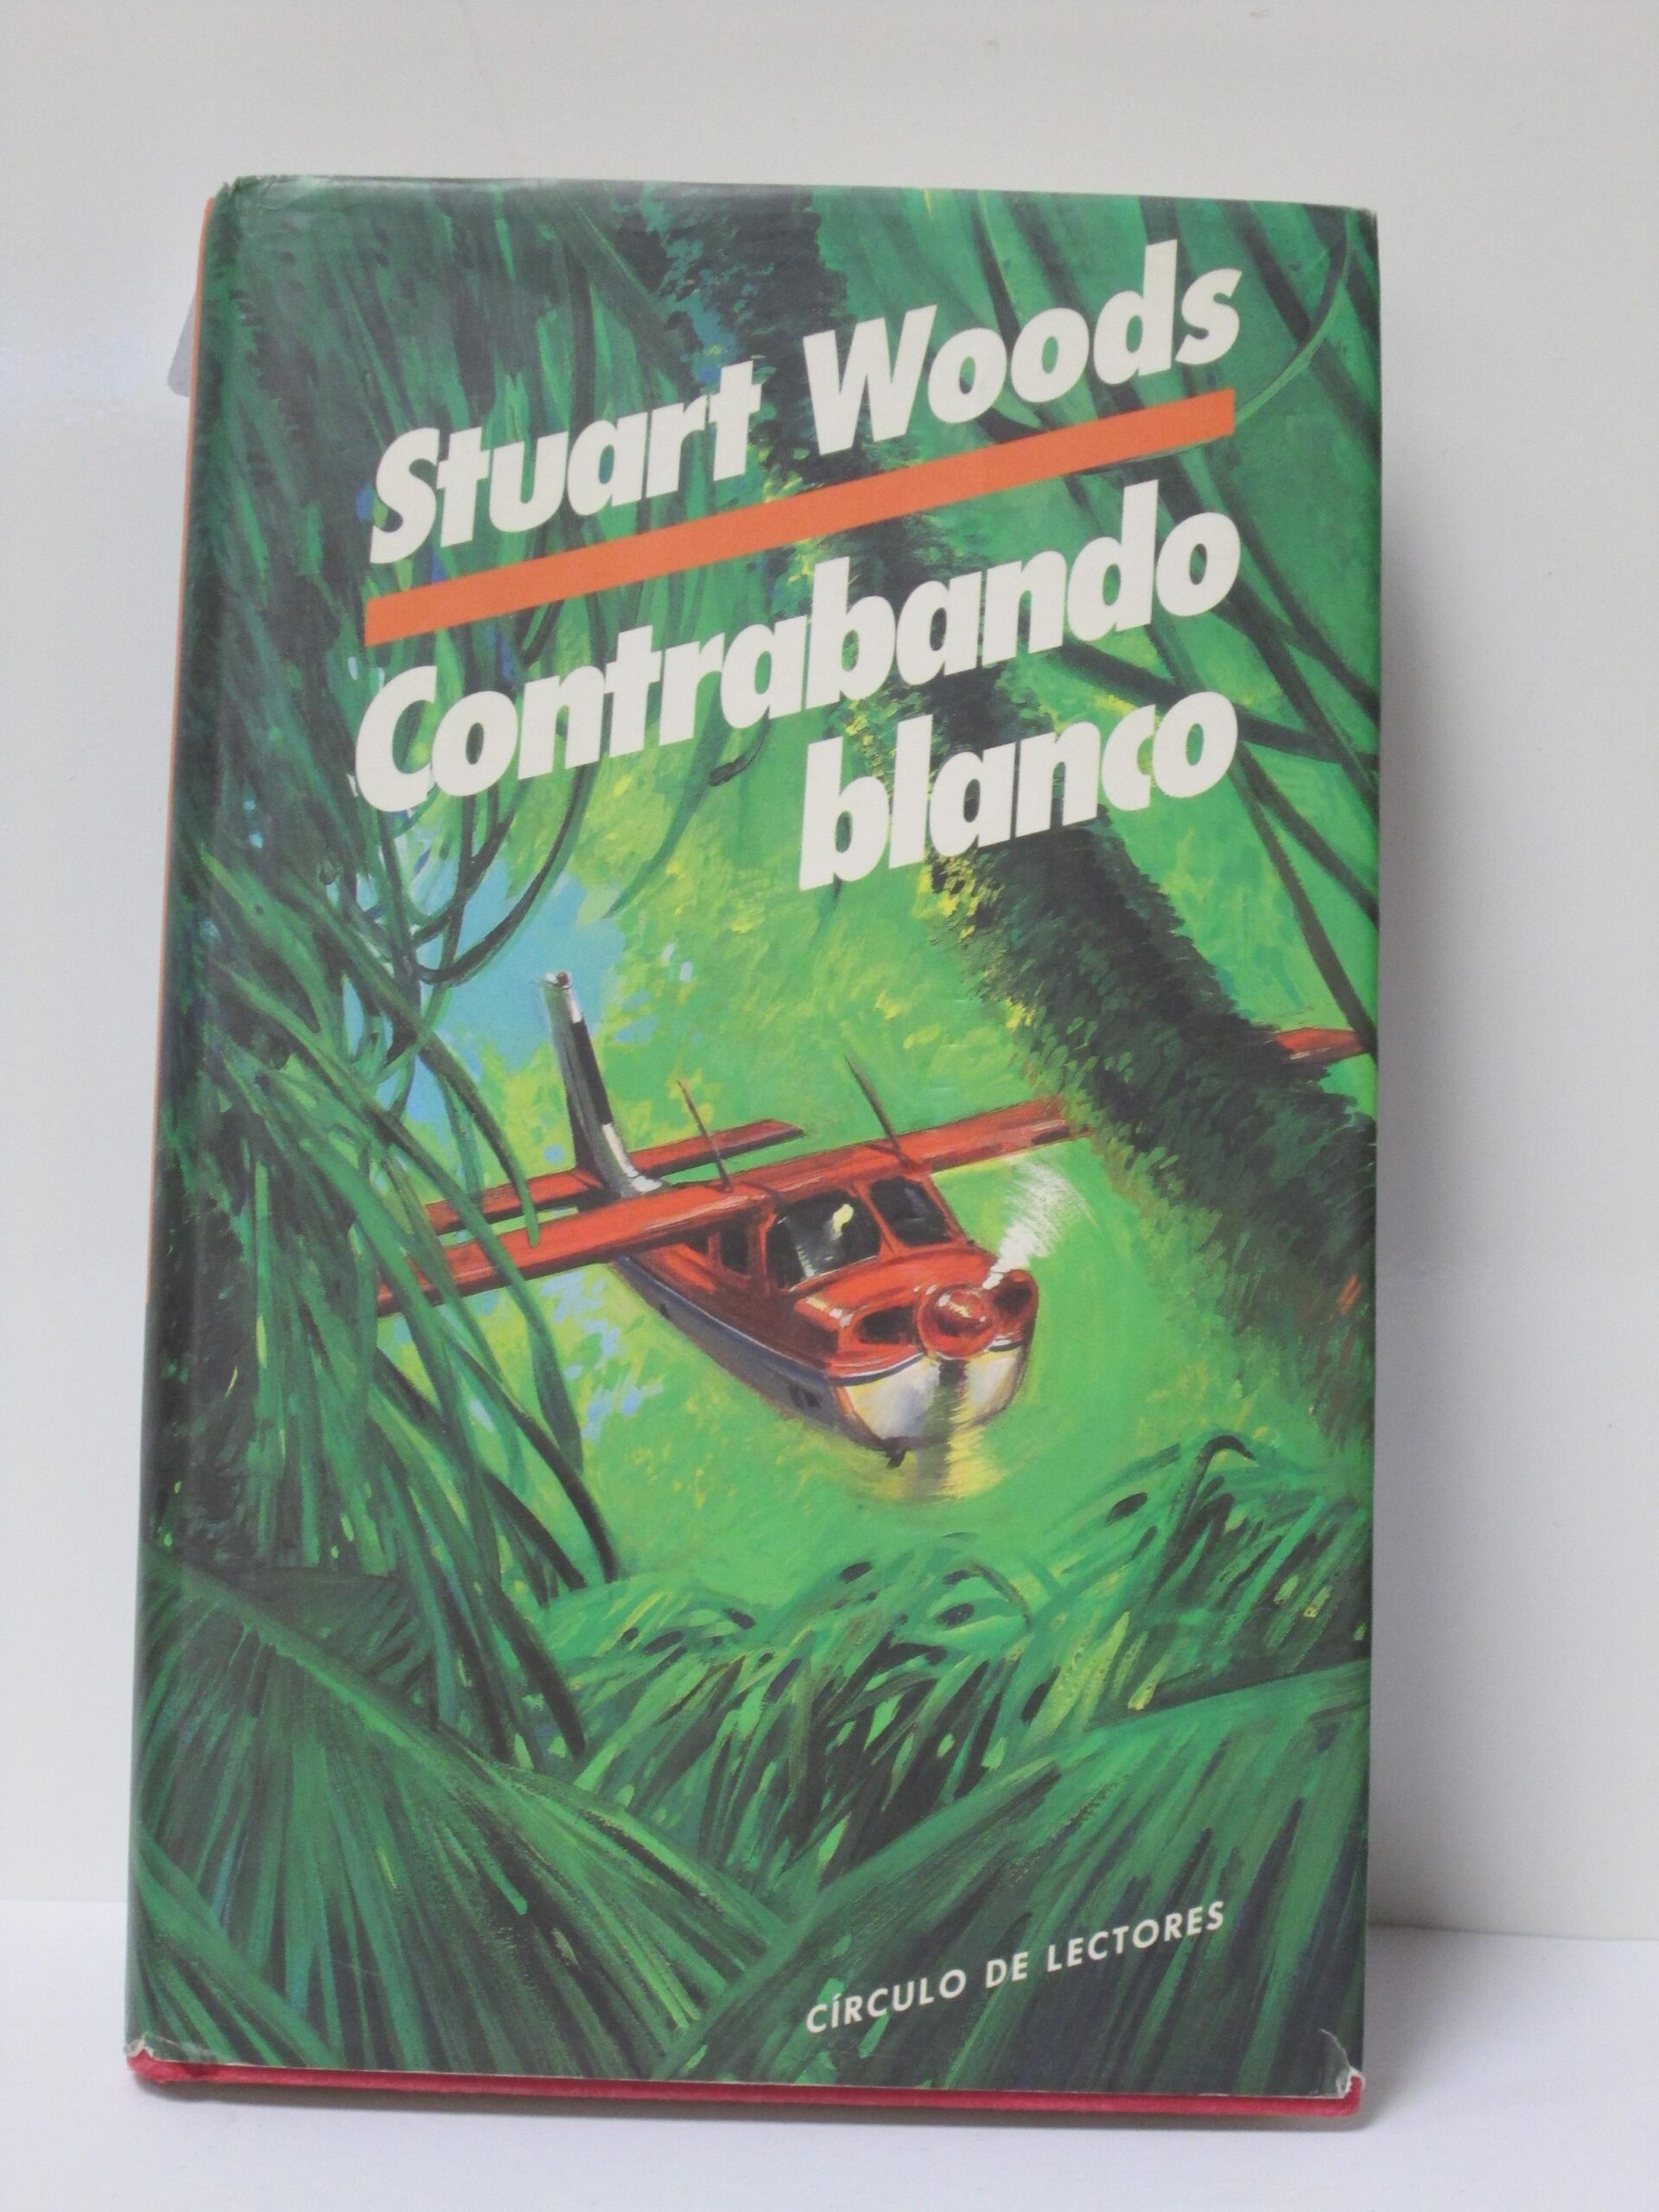 Stuart Woods
Contrabando
blanco
CÍRCULO DE LECTORES